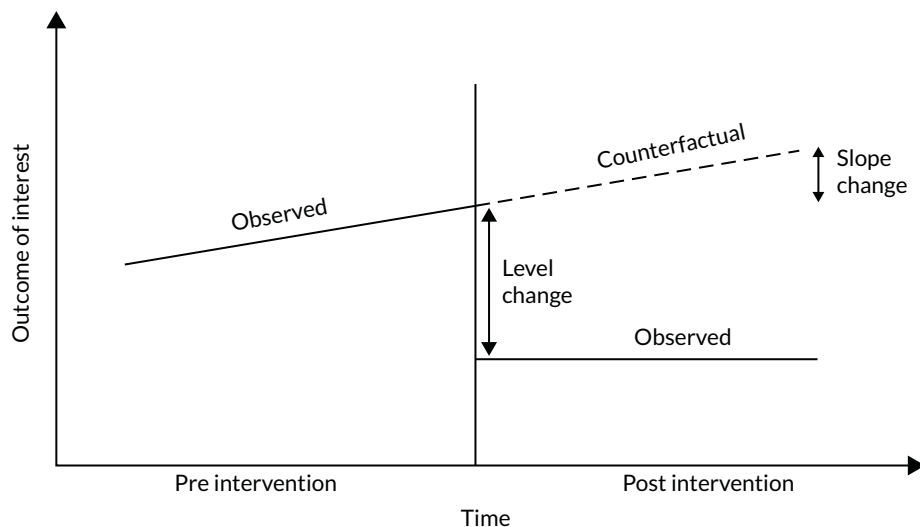 Outcome of interest
Observed
Counterfactual
Slope
change
Level
change
Observed
Pre intervention
Post intervention
Time